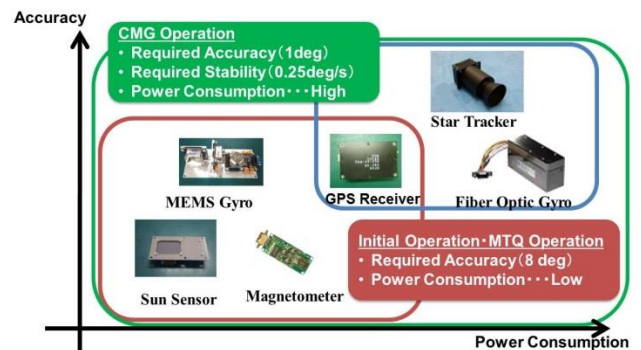 Accuracy
CMG Operation
• Required Accuracy(1deg)
• Required Stability(0.25deg/s)
• Power Consumption･･･High
Star Tracker
MEMS Gyro
GPS Receiver
Fiber Optic Gyro
Initial Operation･MTQ Operation
• Required Accuracy(8 deg)
• Power Consumption･･･Low
Sun Sensor
Magnetometer
Power Consumption